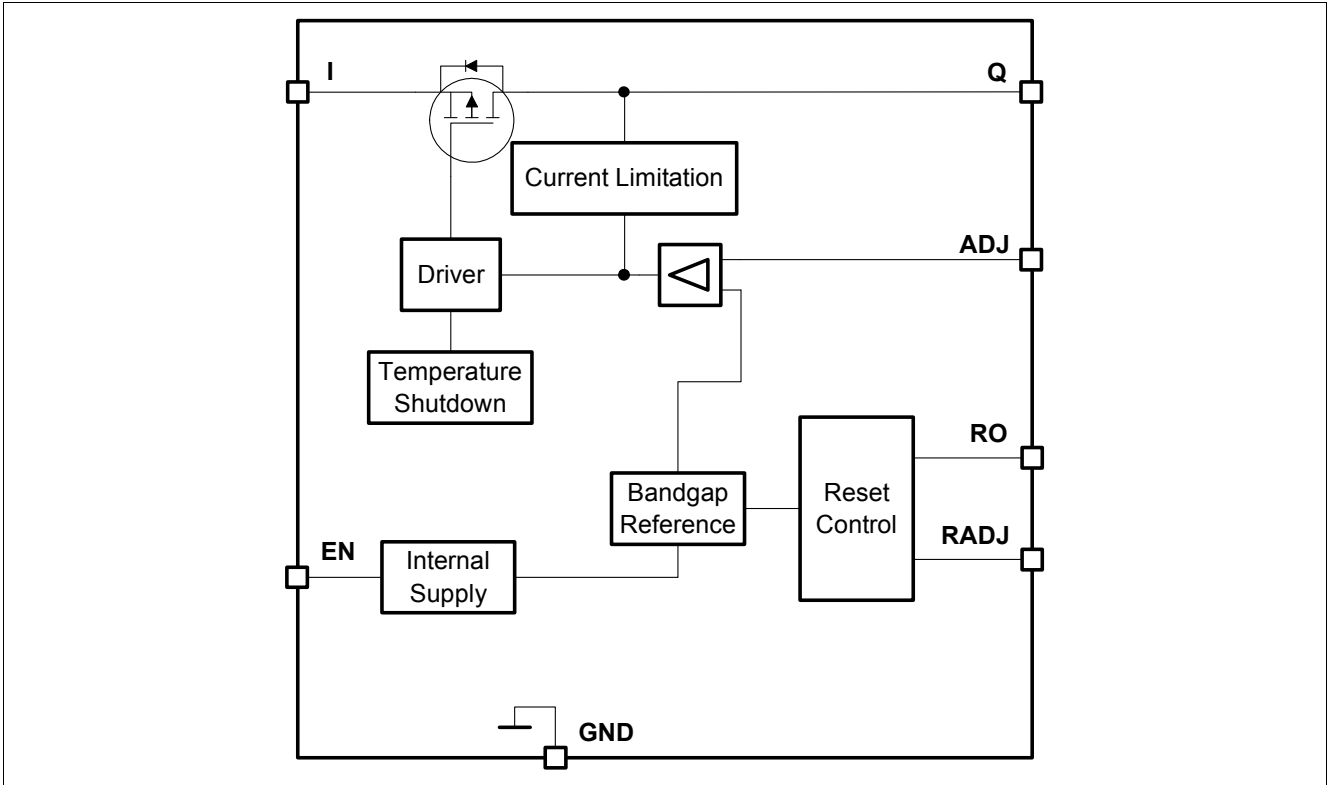 I
Q
Current Limitation
ADJ
Driver
Temperature
Shutdown
RO
Bandgap
Reference
Reset
Control
RADJ
EN
Internal
Supply
GND